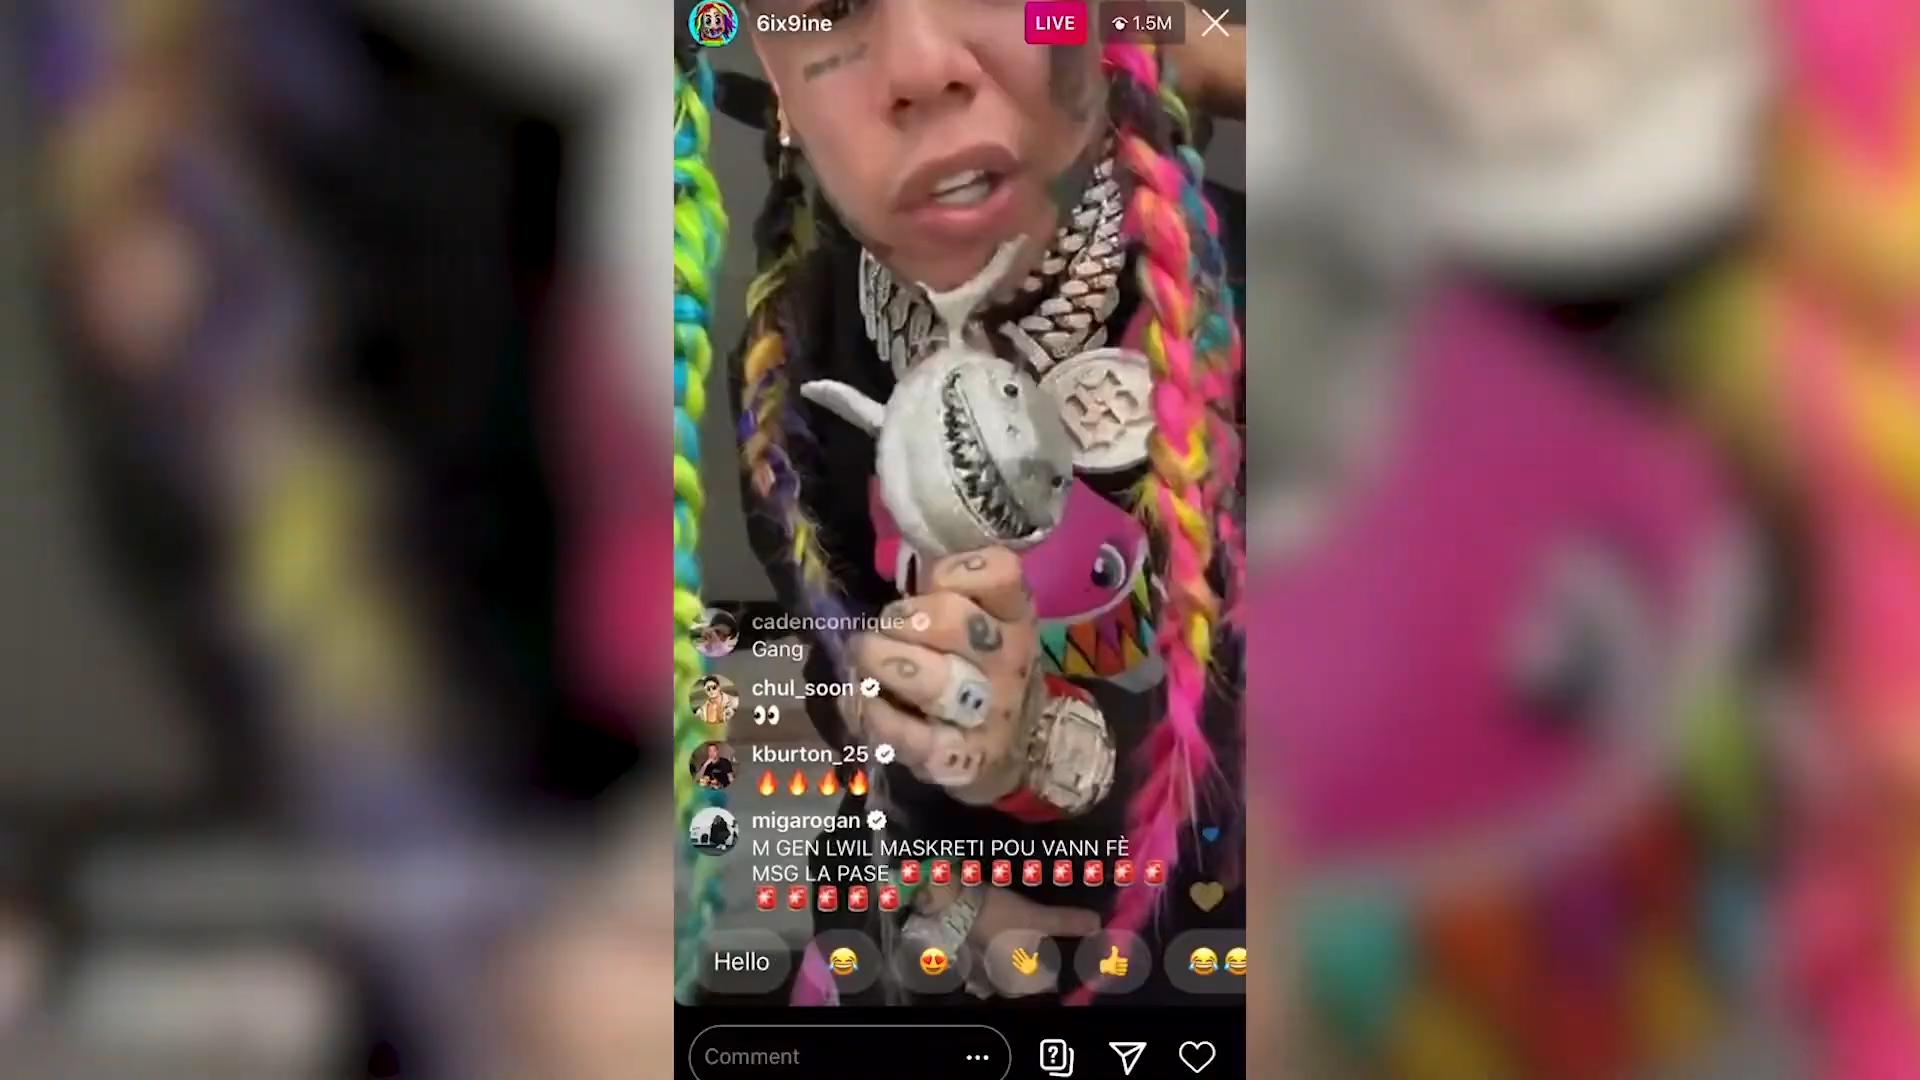 6ix9ine
LIVE
1.5M
cadenconrique
Gang
chul_soon
👀
kburton_25
🔥🔥🔥🔥
migarogan
M GEN LWIL MASKRETI POU VANN FÈ
MSG LA PASE 🚨🚨🚨🚨🚨🚨🚨🚨🚨
🚨🚨🚨🚨🚨
Hello 😂 😍 👋 👍 😂😂
Comment